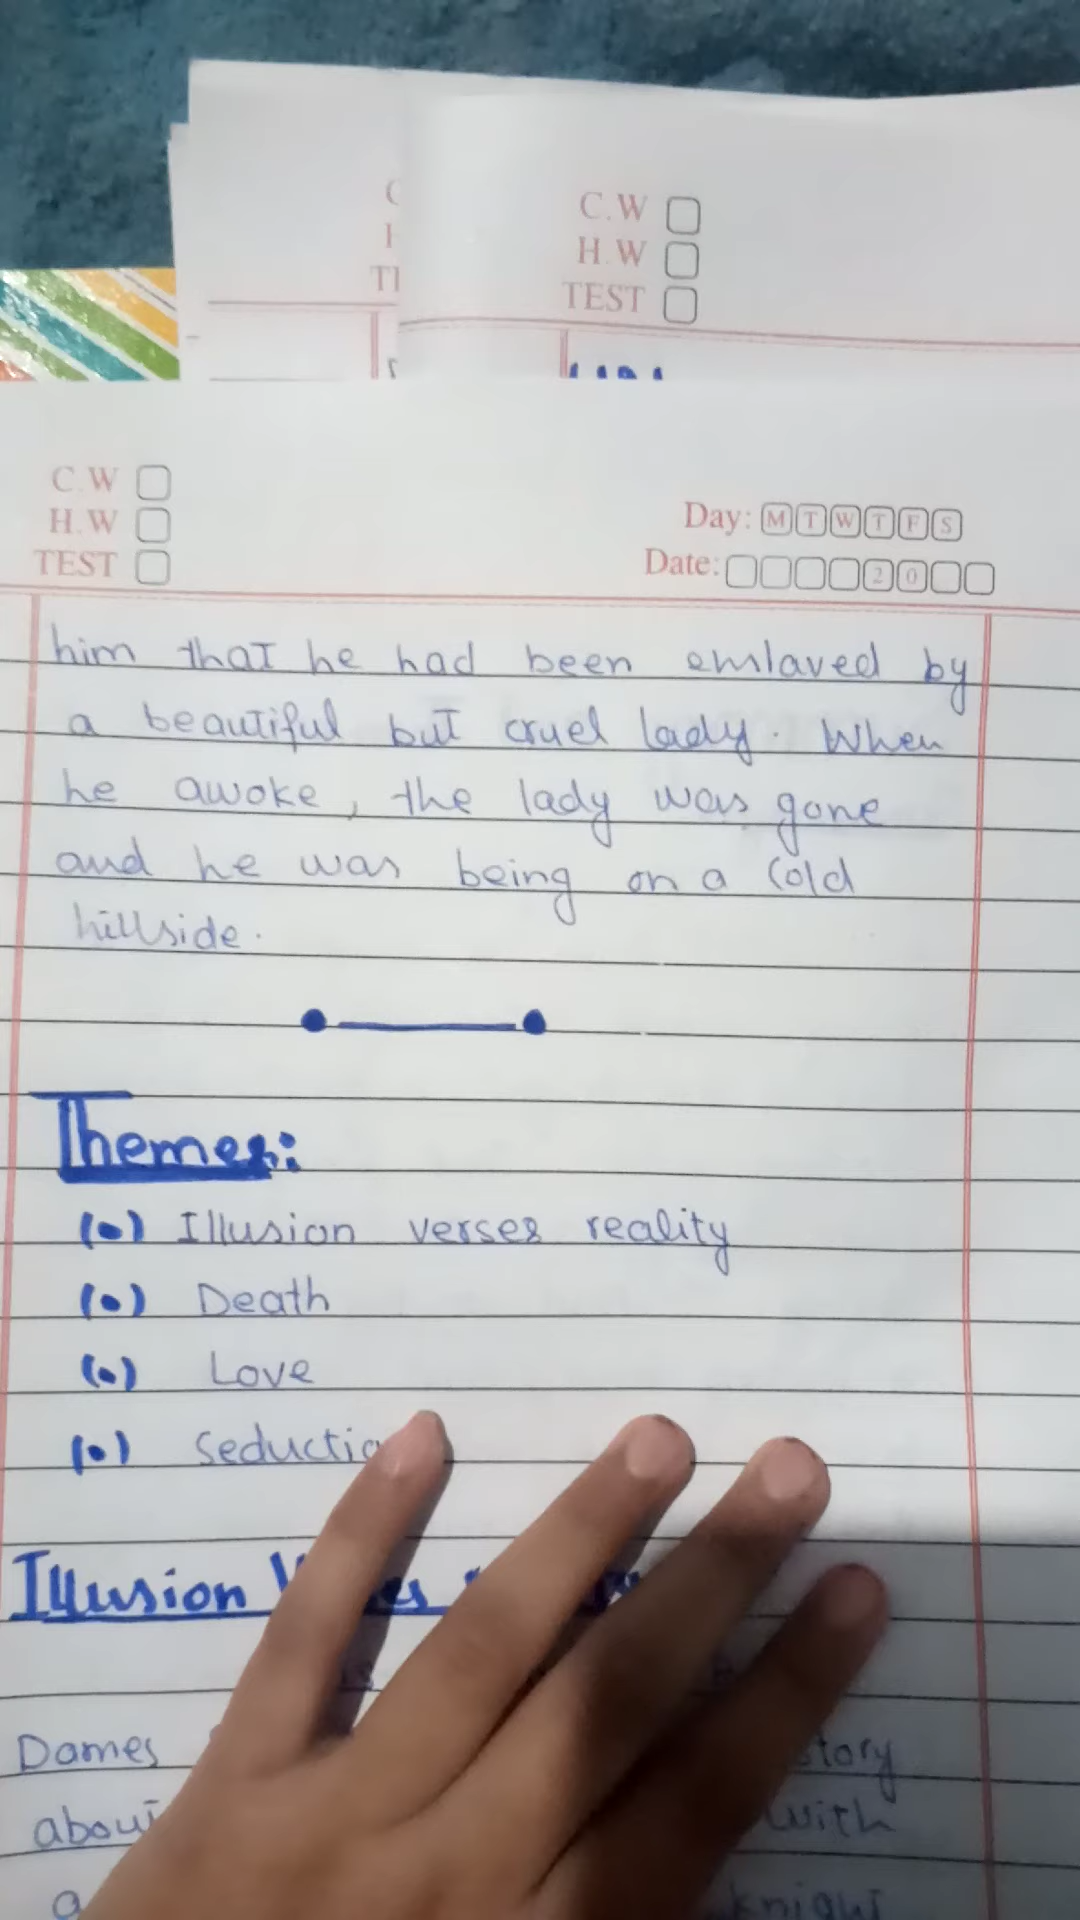 C.W
H.W
TEST
C.W
H.W
TEST
Day: M T W T F S
Date: 2 0
him that he had been emlaved by
a beautiful but cruel lady. When
he awoke, the lady was gone
and he was being on a cold
hillside.
Themes:
(•) Illusion verses reality
(•) Death
(•) Love
(•) Seductio
Illusion
Dames story
about with
a knight